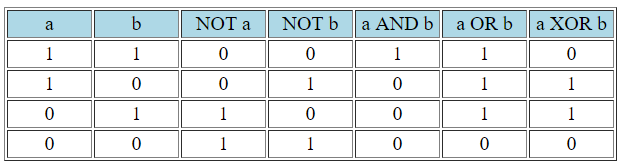 a b NOT a NOT b a AND b a OR b a XOR b
1 1 0 0 1 1 0
1 0 0 1 0 1 1
0 1 1 0 0 1 1
0 0 1 1 0 0 0